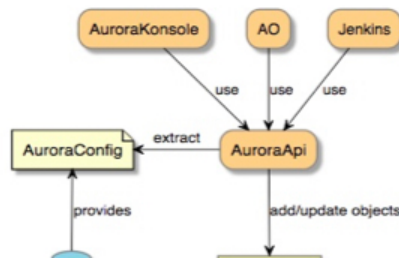 AuroraKonsole
AO
Jenkins
use
use
use
extract
AuroraConfig
AuroraApi
provides
add/update objects